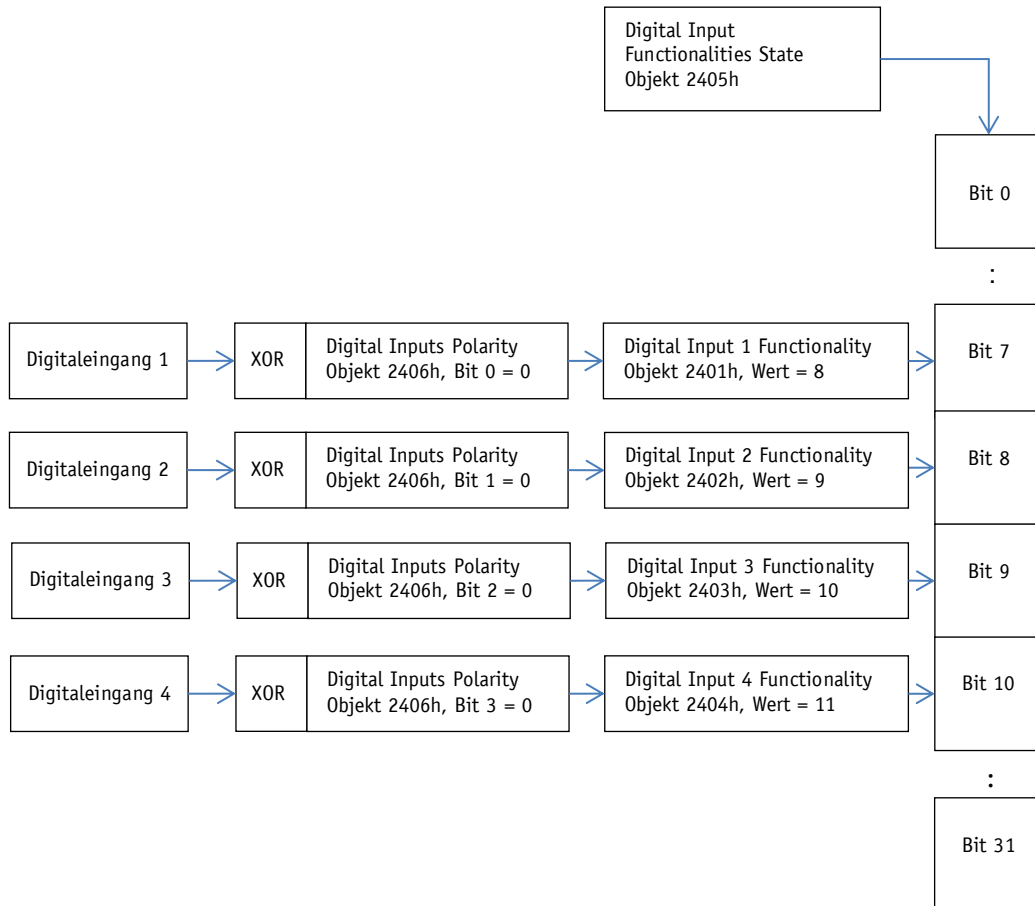 Digital Input
Functionalities State
Objekt 2405h
Bit 0
:
Digitaleingang 1
XOR
Digital Inputs Polarity
Objekt 2406h, Bit 0 = 0
Digital Input 1 Functionality
Objekt 2401h, Wert = 8
Bit 7
Digitaleingang 2
XOR
Digital Inputs Polarity
Objekt 2406h, Bit 1 = 0
Digital Input 2 Functionality
Objekt 2402h, Wert = 9
Bit 8
Digitaleingang 3
XOR
Digital Inputs Polarity
Objekt 2406h, Bit 2 = 0
Digital Input 3 Functionality
Objekt 2403h, Wert = 10
Bit 9
Digitaleingang 4
XOR
Digital Inputs Polarity
Objekt 2406h, Bit 3 = 0
Digital Input 4 Functionality
Objekt 2404h, Wert = 11
Bit 10
:
Bit 31